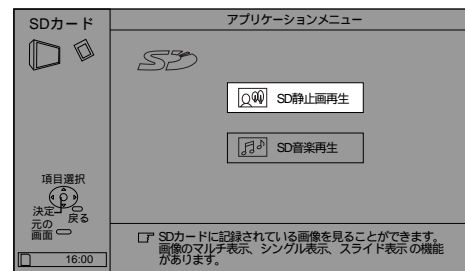 SDカード
アプリケーションメニュー
SD
SD静止画再生
SD音楽再生
項目選択
決定
戻る
元の
画面
16:00
SDカードに記録されている画像を見ることができます。
画像のマルチ表示、シングル表示、スライド表示の機能
があります。